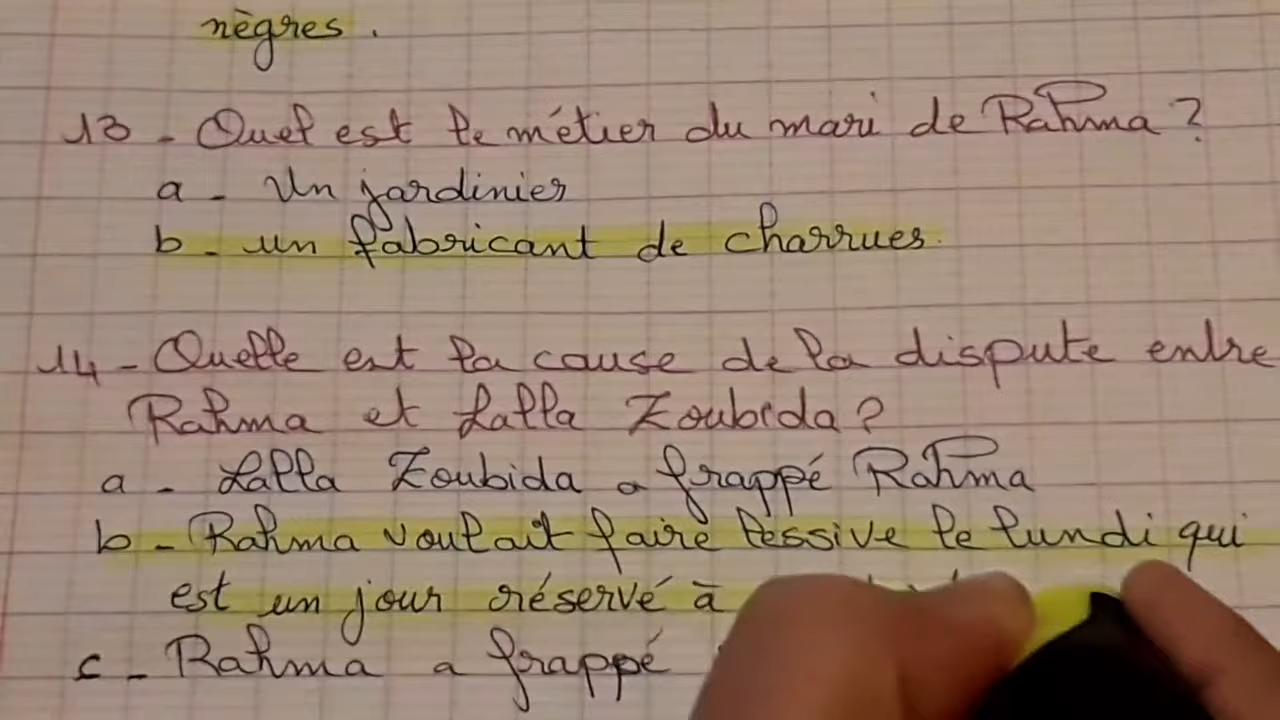 nègres.
13 - Quel est le métier du mari de Rahma ?
a - Un jardinier
b - un fabricant de charrues.
14 - Quelle est la cause de la dispute entre
Rahma et Lalla Zoubida ?
a - Lalla Zoubida a frappé Rahma
b - Rahma voulait faire lessive le lundi qui
est un jour réservé à
c - Rahma a frappé